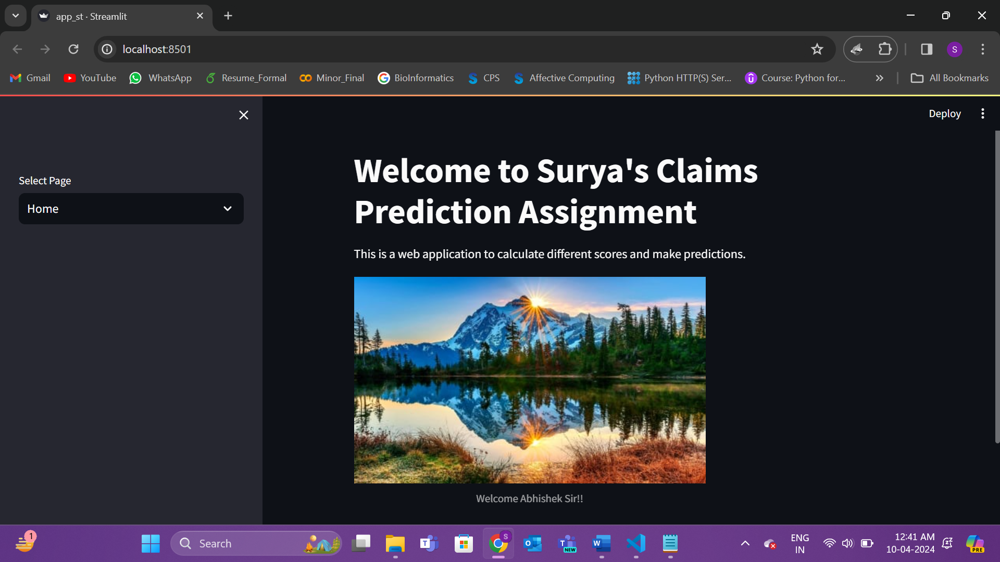 app_st · Streamlit
localhost:8501
S
Gmail
YouTube
WhatsApp
Resume_Formal
Minor_Final
BioInformatics
CPS
Affective Computing
Python HTTP(S) Ser...
Course: Python for...
All Bookmarks
Deploy
Select Page
Home
Welcome to Surya's Claims
Prediction Assignment
This is a web application to calculate different scores and make predictions.
Welcome Abhishek Sir!!
1
Search
S
NEW
ENG
IN
12:41 AM
10-04-2024
PRE